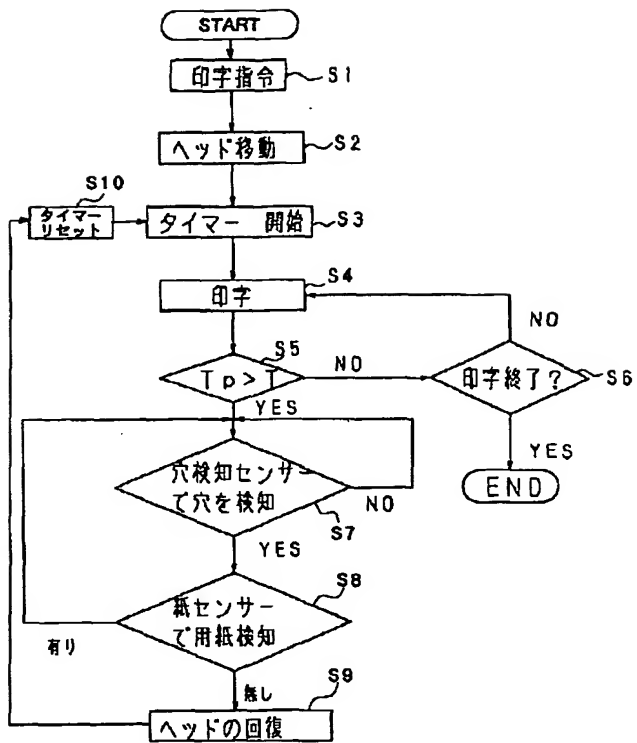 START
印字指令
S1
ヘッド移動
S2
S10
タイマー
リセット
タイマー 開始
S3
S4
印字
NO
S5
Tp>T
NO
印字終了?
S6
YES
YES
穴検知センサー
で穴を検知
NO
END
S7
YES
S8
紙センサー
で用紙検知
有り
無し
S9
ヘッドの回復